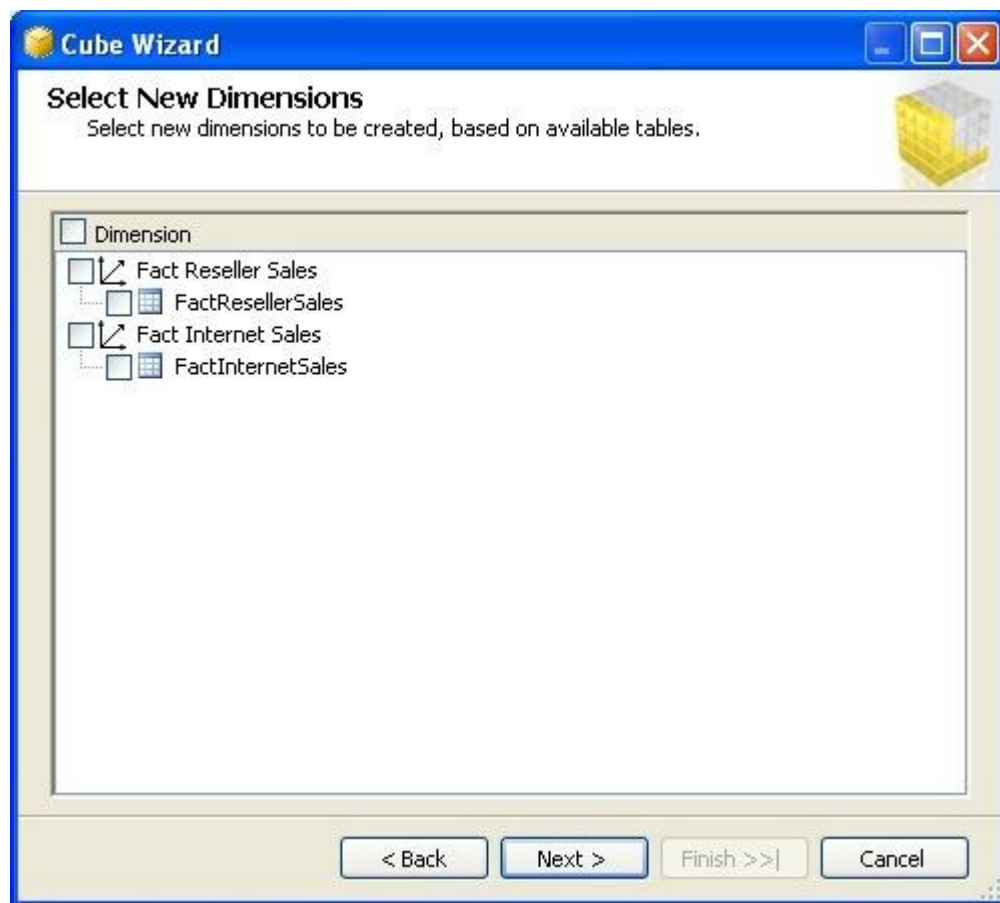 Cube Wizard
Select New Dimensions
Select new dimensions to be created, based on available tables.
Dimension
Fact Reseller Sales
FactResellerSales
Fact Internet Sales
FactInternetSales
< Back Next > Finish >>| Cancel